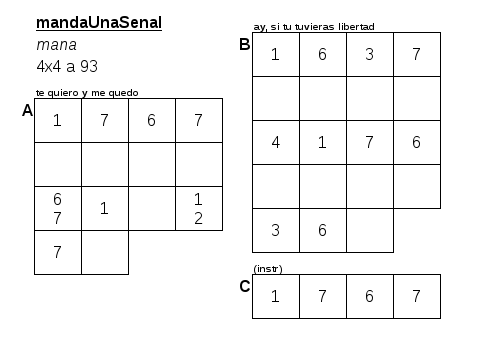 mandaUnaSenal
mana
4x4 a 93
te quiero y me quedo
A
1 7 6 7
6 7 1 1 2
7
ay, si tu tuvieras libertad
B
1 6 3 7
4 1 7 6
3 6
(instr)
C
1 7 6 7